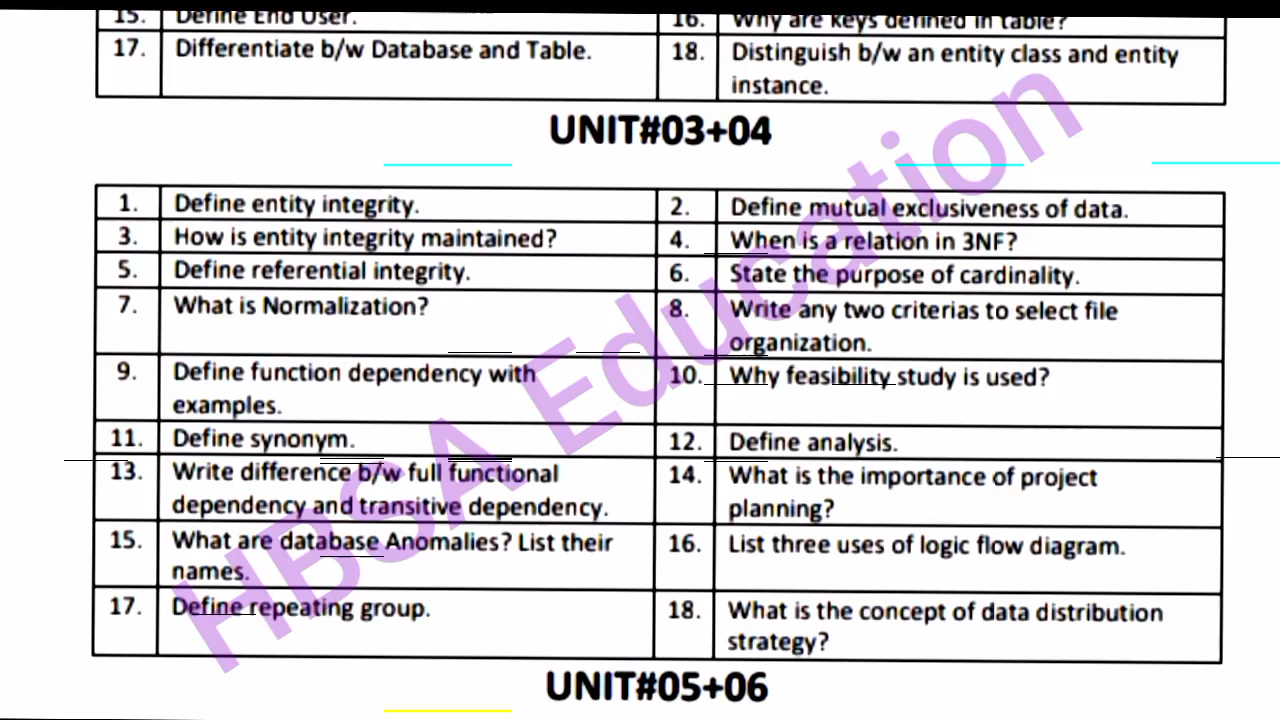 15. Define End User. 16. Why are keys defined in table?
17. Differentiate b/w Database and Table. 18. Distinguish b/w an entity class and entity
instance.
UNIT#03+04
1. Define entity integrity. 2. Define mutual exclusiveness of data.
3. How is entity integrity maintained? 4. When is a relation in 3NF?
5. Define referential integrity. 6. State the purpose of cardinality.
7. What is Normalization? 8. Write any two criterias to select file
organization.
9. Define function dependency with 10. Why feasibility study is used?
examples.
11. Define synonym. 12. Define analysis.
13. Write difference b/w full functional 14. What is the importance of project
dependency and transitive dependency. planning?
15. What are database Anomalies? List their 16. List three uses of logic flow diagram.
names.
17. Define repeating group. 18. What is the concept of data distribution
strategy?
UNIT#05+06
HBSA Education